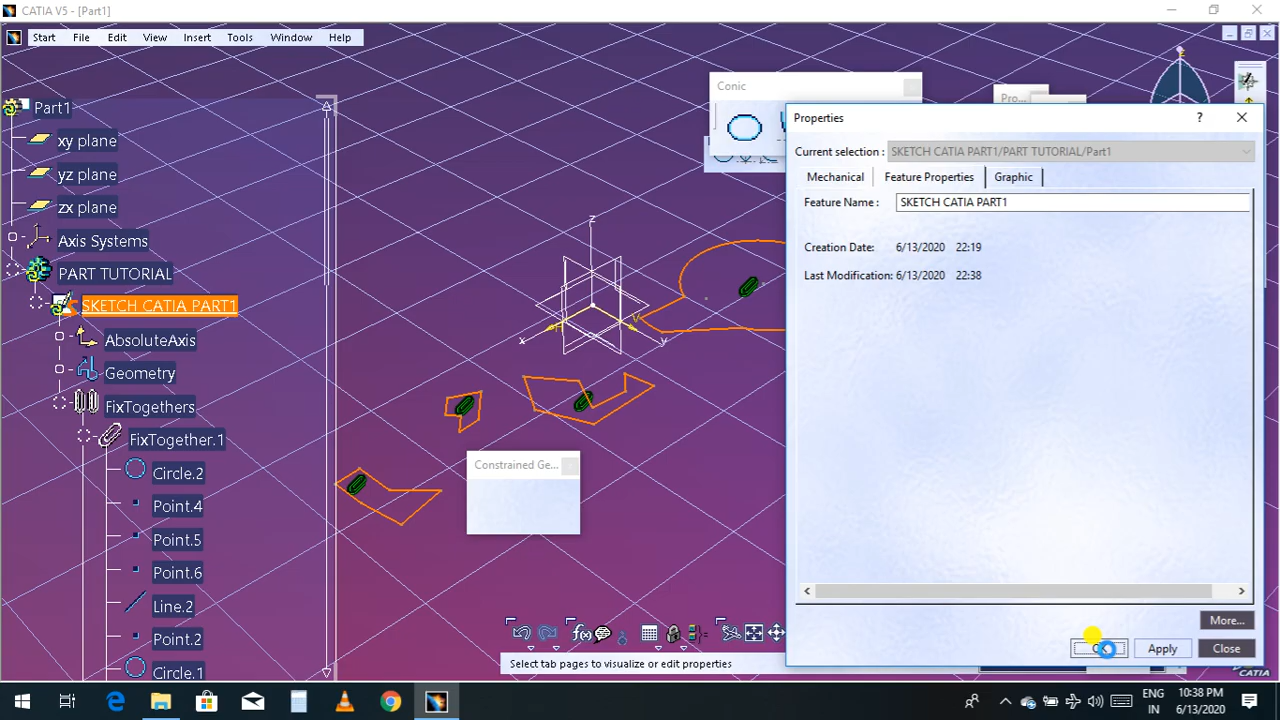 CATIA V5 - [Part1]
Start File Edit View Insert Tools Window Help
Part1
xy plane
yz plane
zx plane
Axis Systems
PART TUTORIAL
SKETCH CATIA PART1
AbsoluteAxis
Geometry
FixTogethers
FixTogether.1
Circle.2
Point.4
Point.5
Point.6
Line.2
Point.2
Circle.1
z
x
y
H
V
Conic
Pro...
Constrained Ge...
Properties
Current selection : SKETCH CATIA PART1/PART TUTORIAL/Part1
Mechanical Feature Properties Graphic
Feature Name : SKETCH CATIA PART1
Creation Date: 6/13/2020 22:19
Last Modification: 6/13/2020 22:38
More...
Apply Close
Select tab pages to visualize or edit properties
CATIA
ENG
IN
10:38 PM
6/13/2020